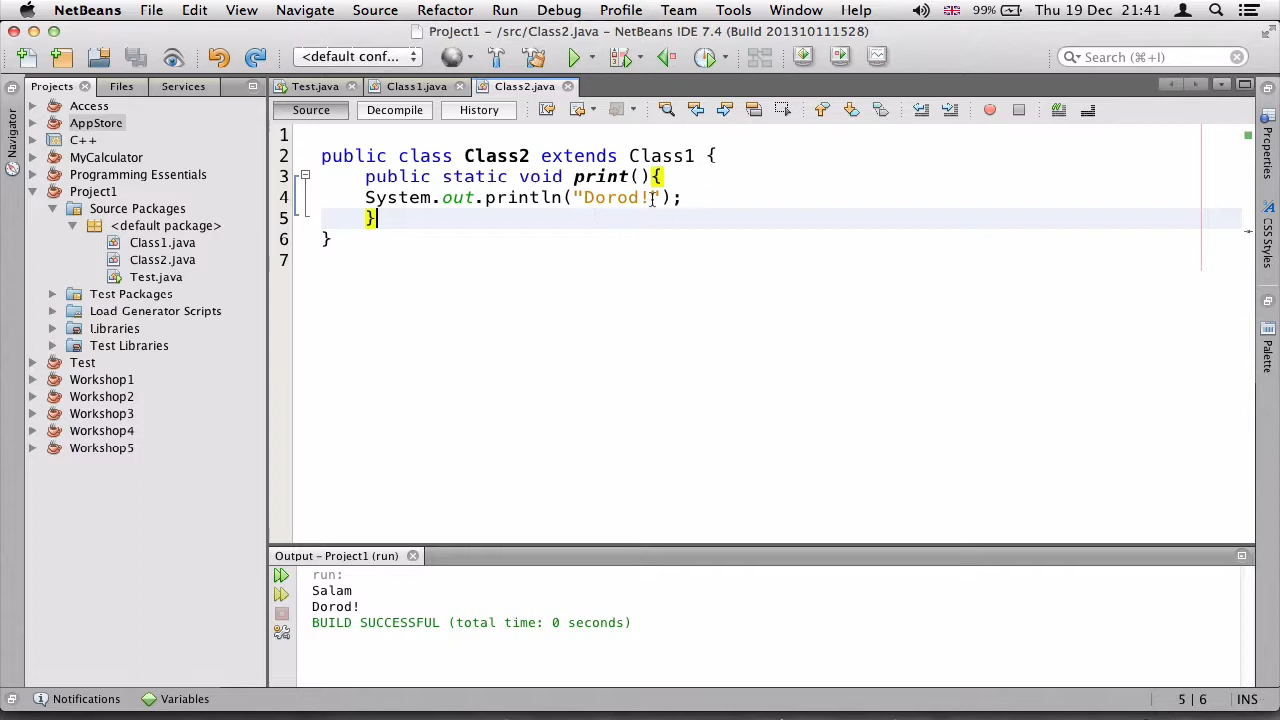 NetBeans File Edit View Navigate Source Refactor Run Debug Profile Team Tools Window Help 99% Thu 19 Dec 21:41
Project1 - /src/Class2.Java - NetBeans IDE 7.4 (Build 201310111528)
<default conf... Search (⌘+I)
Projects Files Services Test.java Class1.java Class2.java
Source Decompile History
Navigator
Properties
CSS Styles
Palette
Access
AppStore
C++
MyCalculator
Programming Essentials
Project1
Source Packages
<default package>
Class1.java
Class2.java
Test.java
Test Packages
Load Generator Scripts
Libraries
Test Libraries
Test
Workshop1
Workshop2
Workshop3
Workshop4
Workshop5
1
2 public class Class2 extends Class1 {
3 public static void print(){
4 System.out.println("Dorod!");
5 }
6 }
7
Output - Project1 (run)
run:
Salam
Dorod!
BUILD SUCCESSFUL (total time: 0 seconds)
Notifications Variables 5 | 6 INS